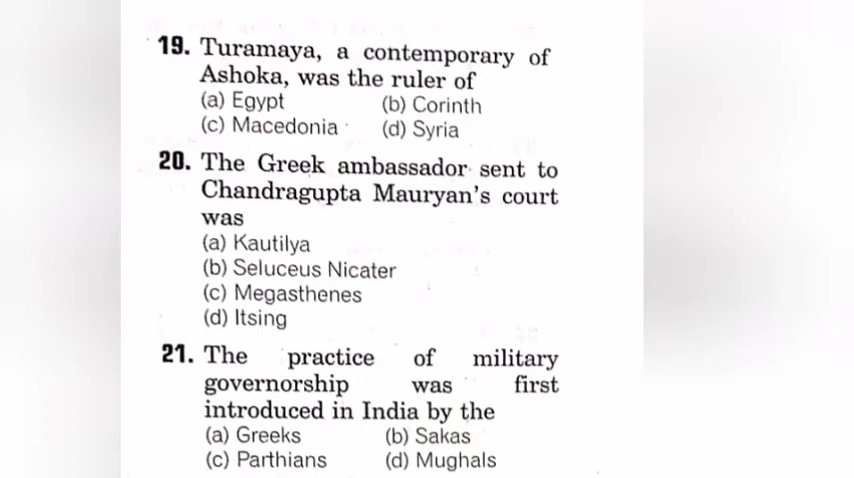 19. Turamaya, a contemporary of
Ashoka, was the ruler of
(a) Egypt (b) Corinth
(c) Macedonia (d) Syria
20. The Greek ambassador sent to
Chandragupta Mauryan's court
was
(a) Kautilya
(b) Seluceus Nicater
(c) Megasthenes
(d) Itsing
21. The practice of military
governorship was first
introduced in India by the
(a) Greeks (b) Sakas
(c) Parthians (d) Mughals